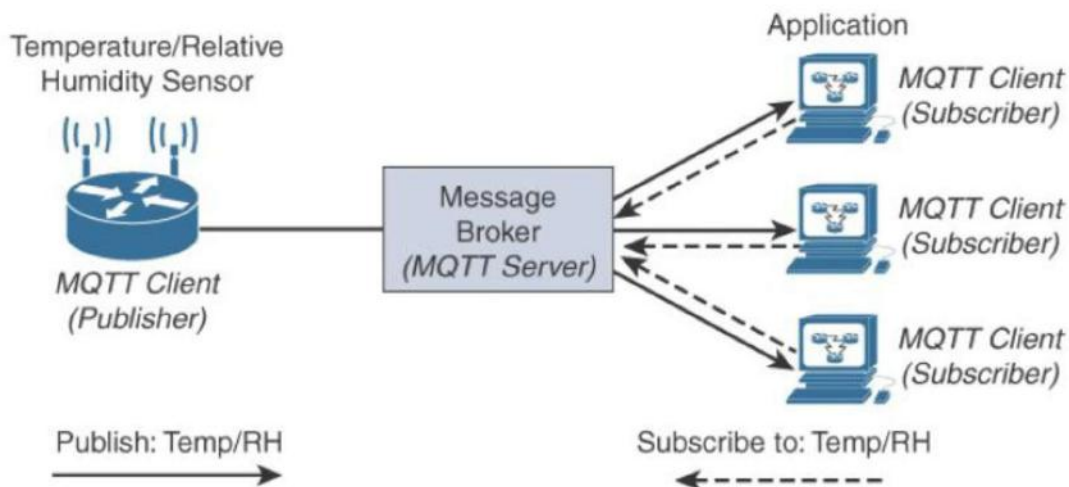 Temperature/Relative
Humidity Sensor
MQTT Client
(Publisher)
Message
Broker
(MQTT Server)
Application
MQTT Client
(Subscriber)
MQTT Client
(Subscriber)
MQTT Client
(Subscriber)
Publish: Temp/RH
Subscribe to: Temp/RH